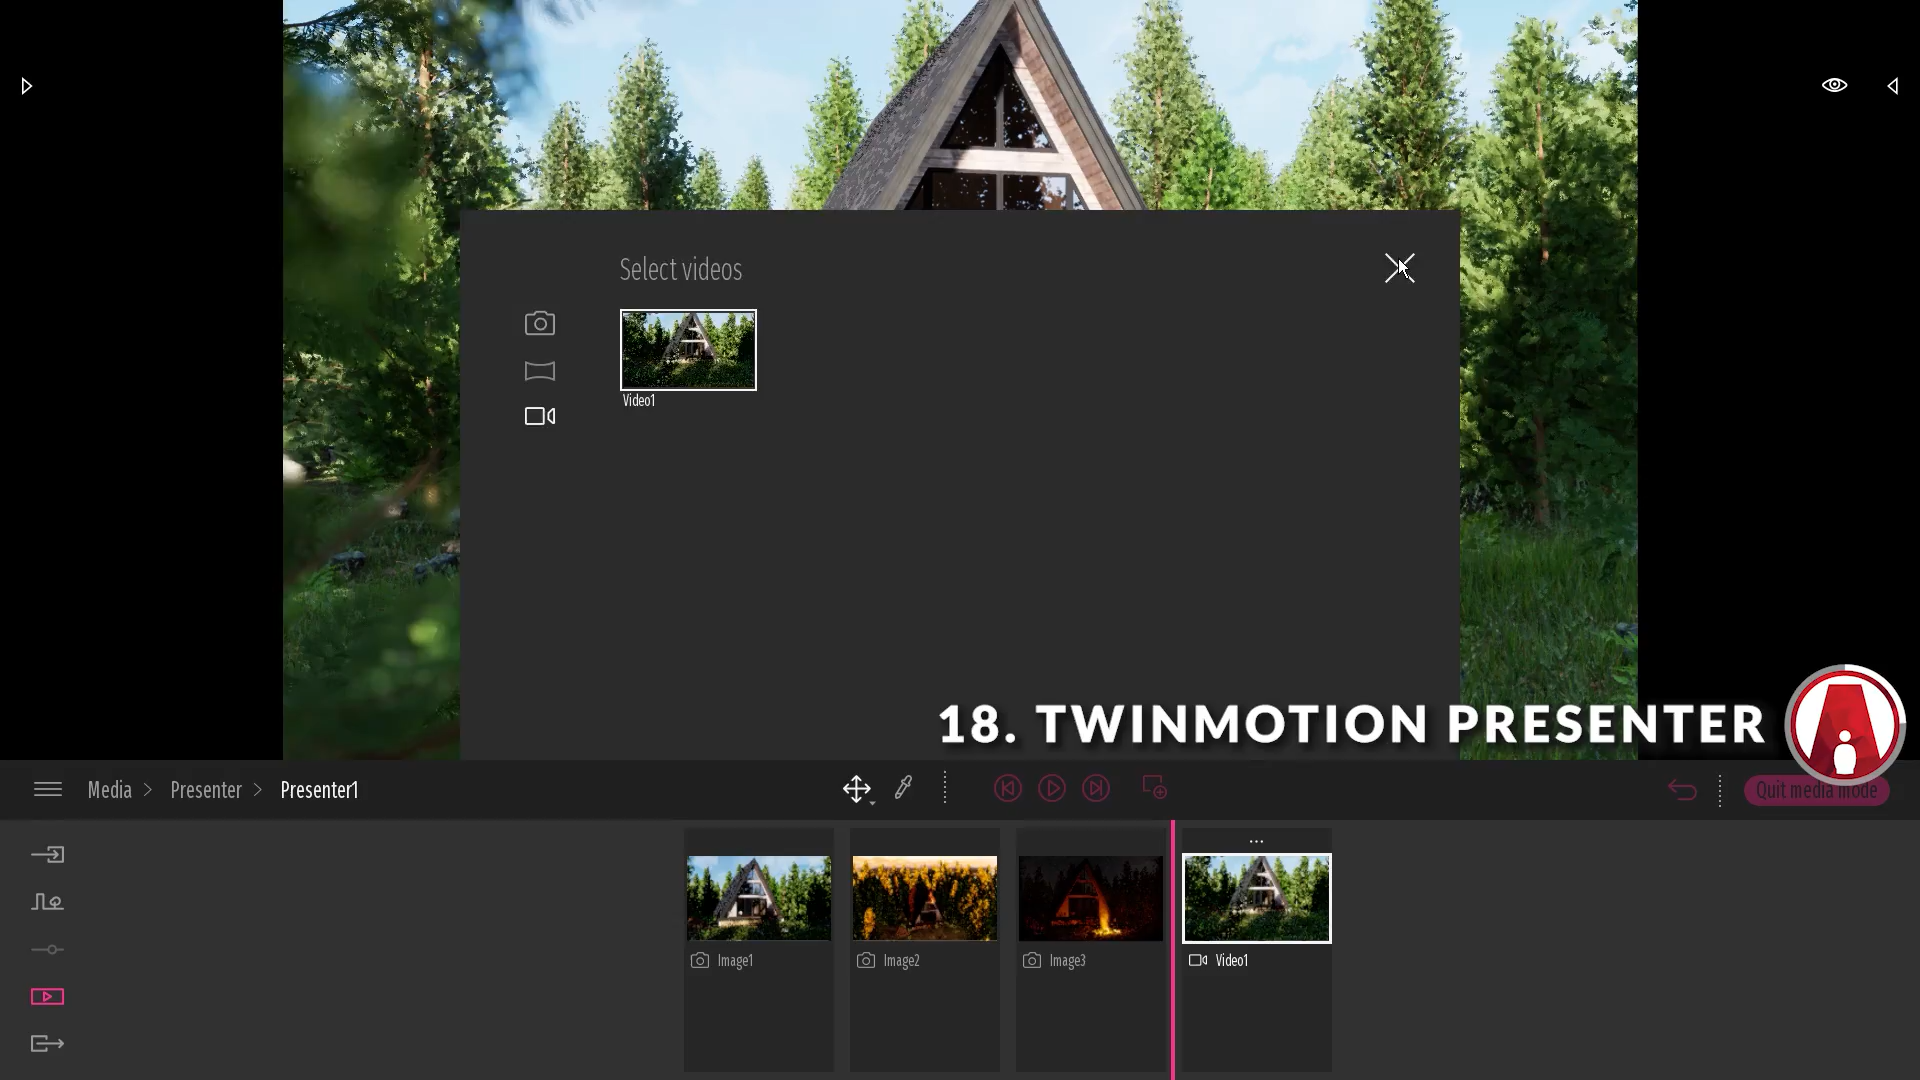 Select videos
Video1
18. TWINMOTION PRESENTER
Media > Presenter > Presenter1
Quit media mode
...
Image1
Image2
Image3
Video1